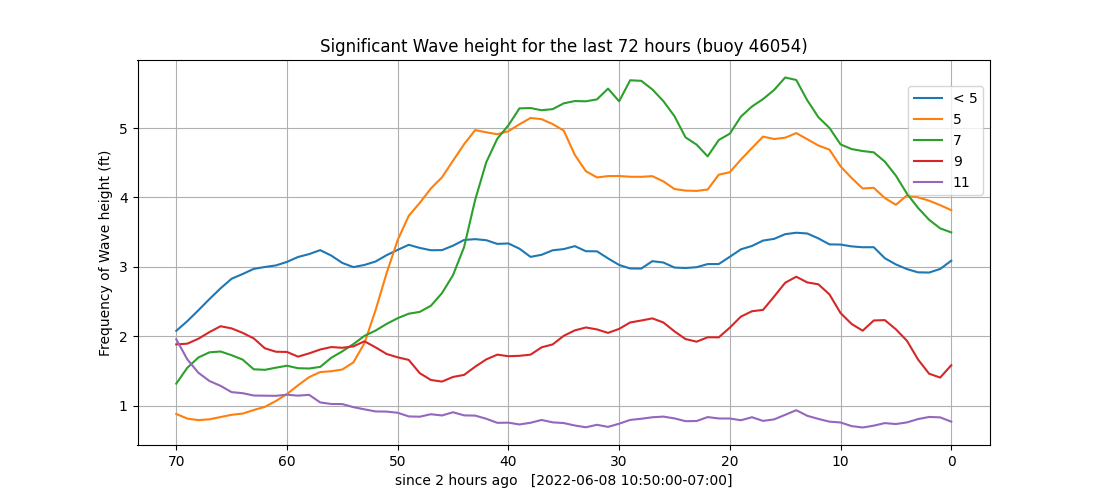 Significant Wave height for the last 72 hours (buoy 46054)
Frequency of Wave height (ft)
5
4
3
2
1
< 5
5
7
9
11
70 60 50 40 30 20 10 0
since 2 hours ago [2022-06-08 10:50:00-07:00]